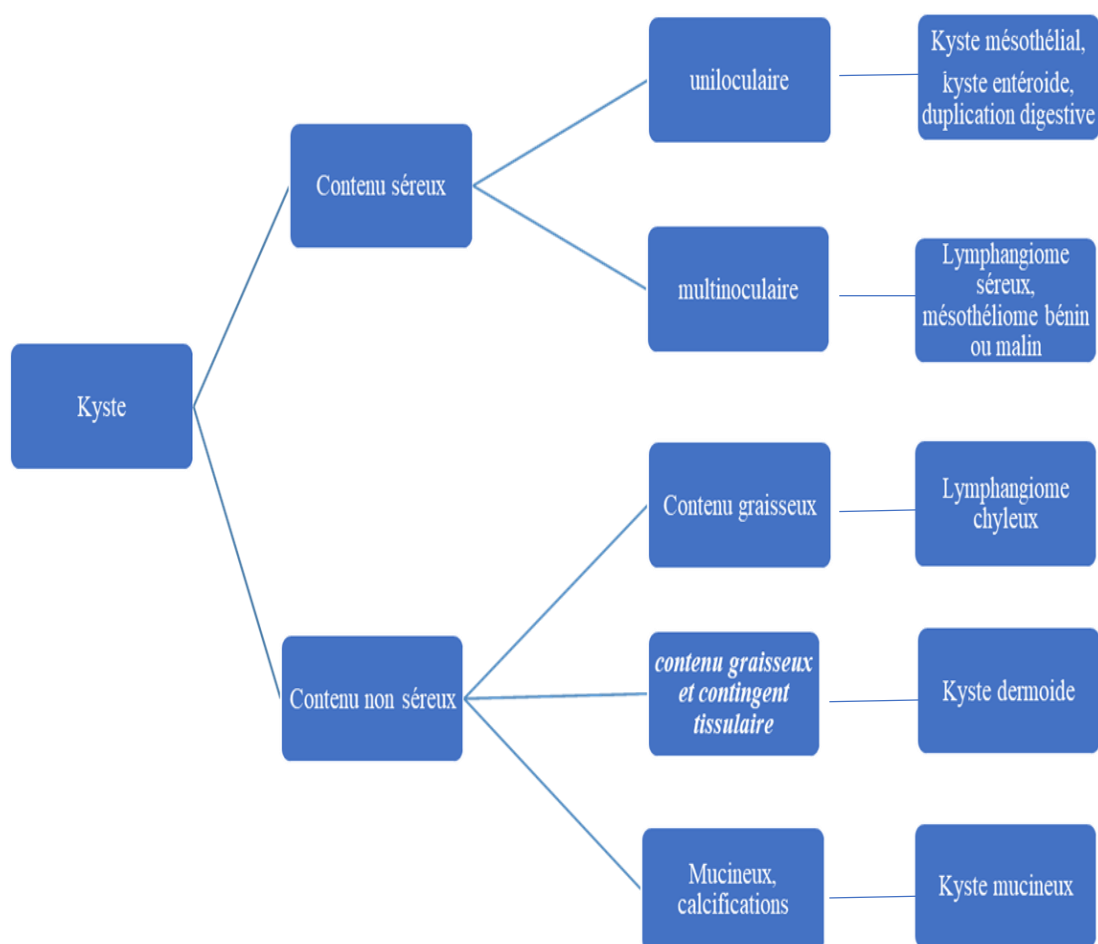 Kyste
Contenu séreux
uniloculaire
Kyste mésothélial,
kyste entéroide,
duplication digestive
multinoculaire
Lymphangiome
séreux,
mésothéliome bénin
ou malin
Contenu non séreux
Contenu graisseux
Lymphangiome
chyleux
contenu graisseux
et contingent
tissulaire
Kyste dermoide
Mucineux,
calcifications
Kyste mucineux